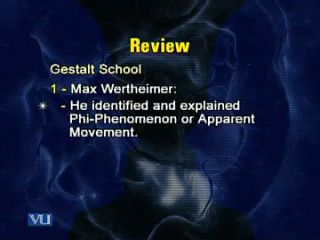 Review
Gestalt School
1 - Max Wertheimer:
- He identified and explained
Phi-Phenomenon or Apparent
Movement.
VU